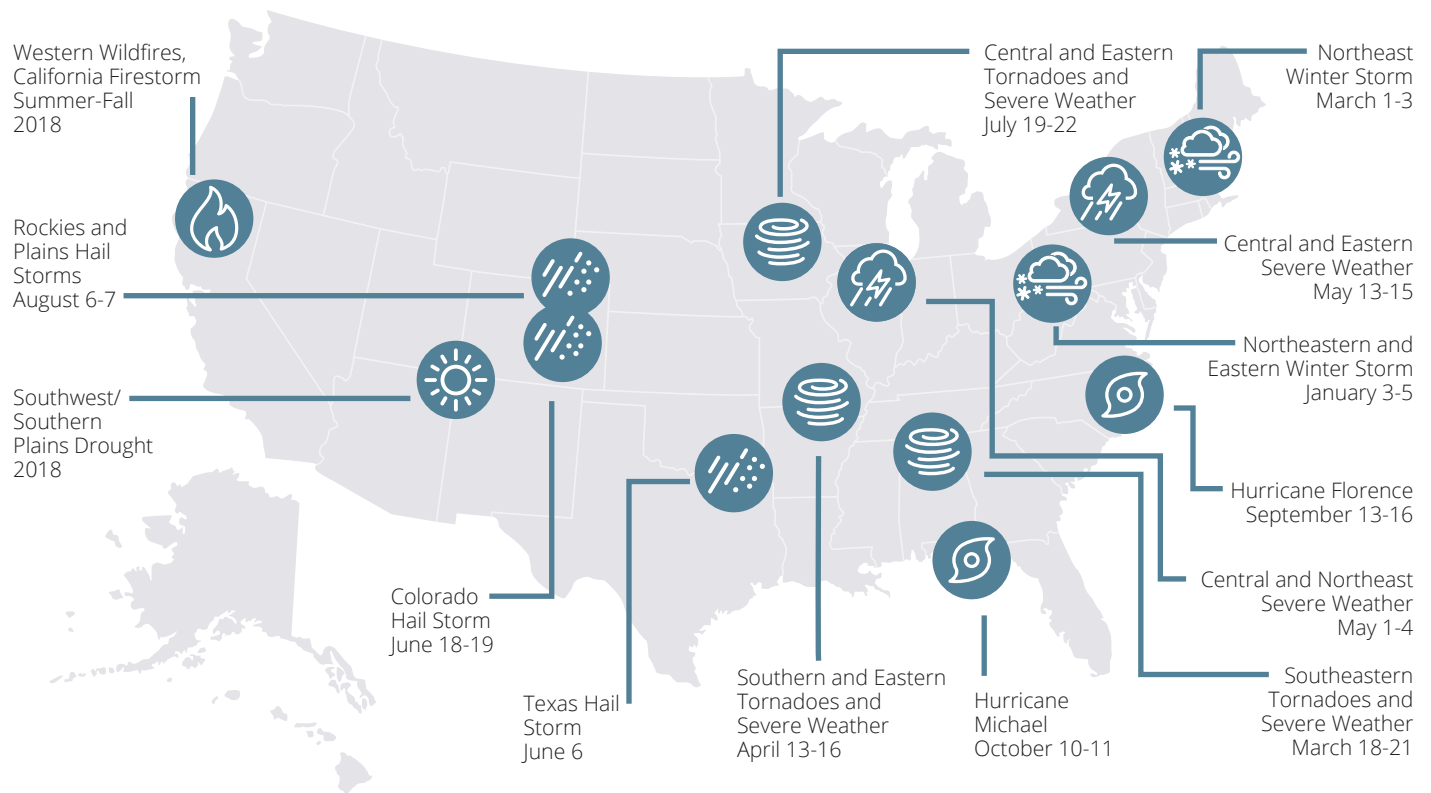 Western Wildfires,
California Firestorm
Summer-Fall
2018
Rockies and
Plains Hail
Storms
August 6-7
Southwest/
Southern
Plains Drought
2018
Colorado
Hail Storm
June 18-19
Texas Hail
Storm
June 6
Southern and Eastern
Tornadoes and
Severe Weather
April 13-16
Hurricane
Michael
October 10-11
Central and Eastern
Tornadoes and
Severe Weather
July 19-22
Northeast
Winter Storm
March 1-3
Central and Eastern
Severe Weather
May 13-15
Northeastern and
Eastern Winter Storm
January 3-5
Hurricane Florence
September 13-16
Central and Northeast
Severe Weather
May 1-4
Southeastern
Tornadoes and
Severe Weather
March 18-21